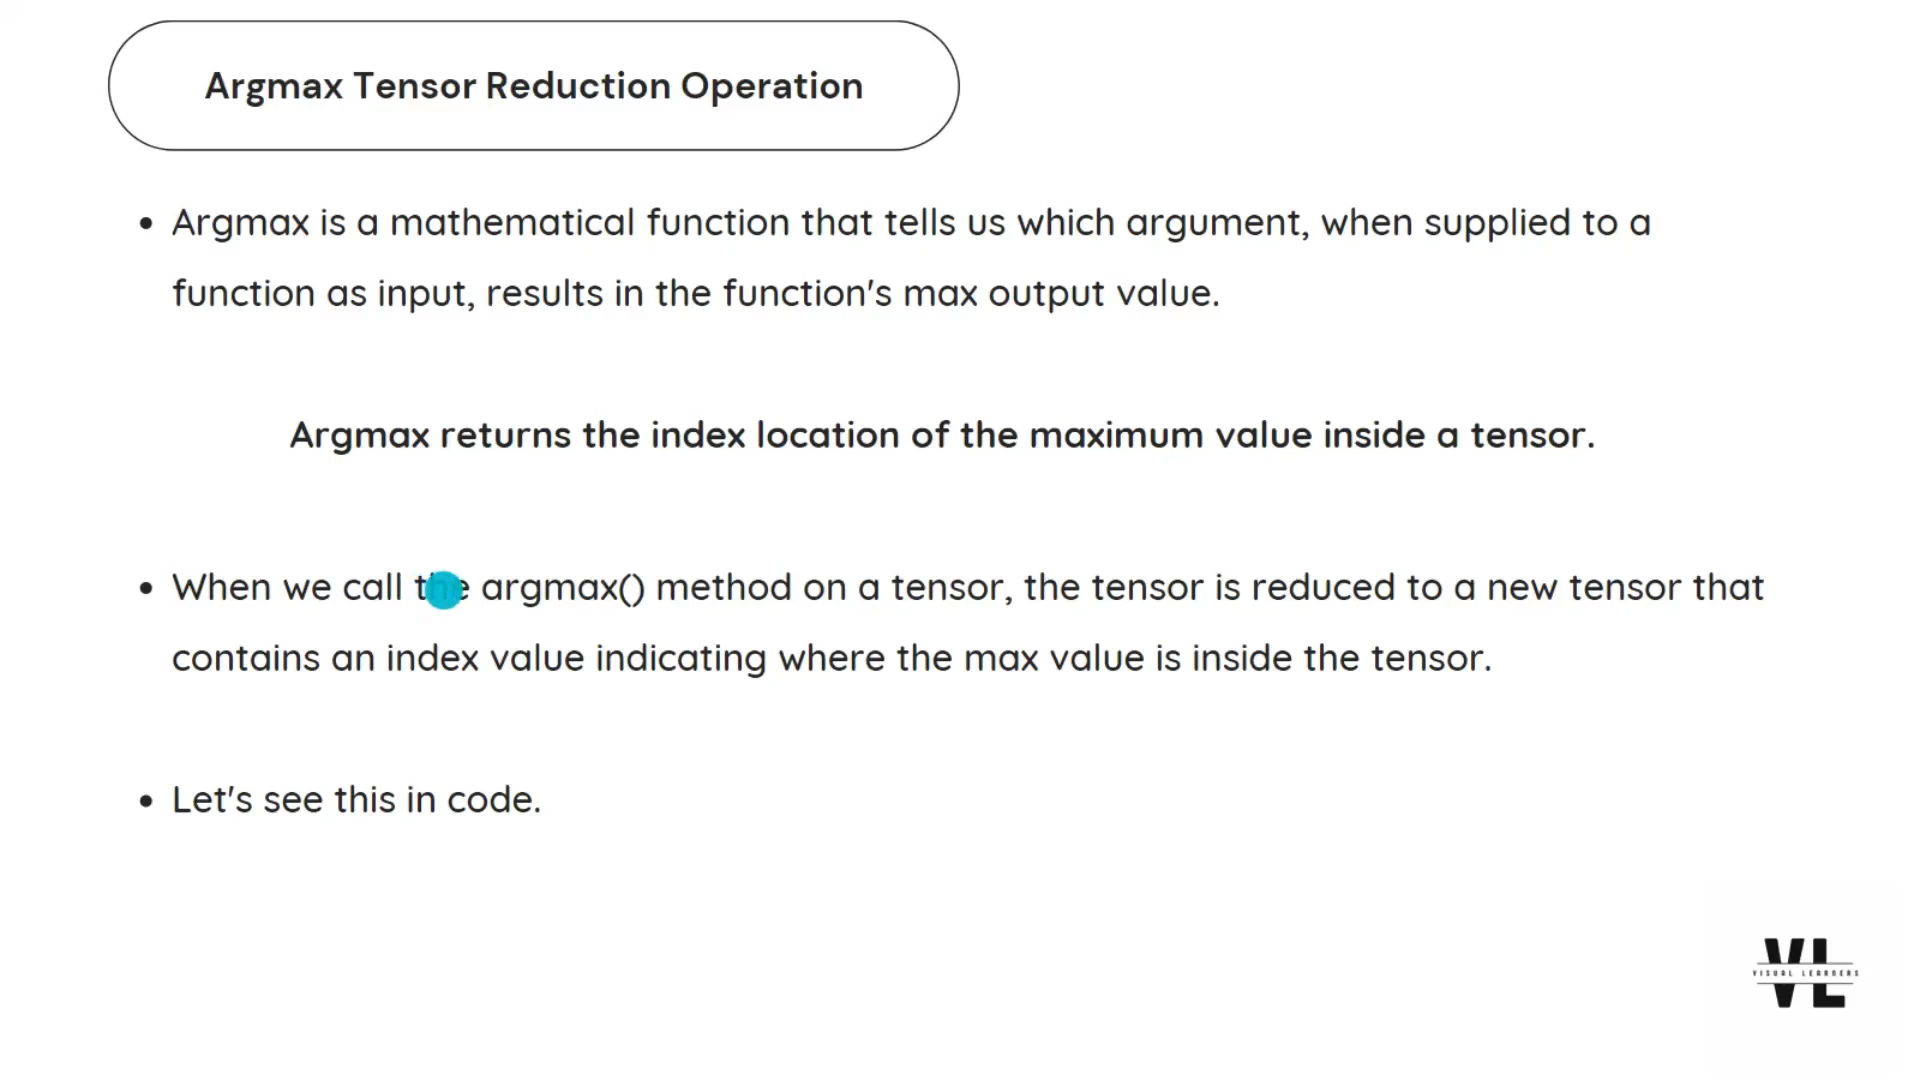 Argmax Tensor Reduction Operation
• Argmax is a mathematical function that tells us which argument, when supplied to a
function as input, results in the function's max output value.
Argmax returns the index location of the maximum value inside a tensor.
• When we call the argmax() method on a tensor, the tensor is reduced to a new tensor that
contains an index value indicating where the max value is inside the tensor.
• Let's see this in code.
VL
VISUAL LEARNERS